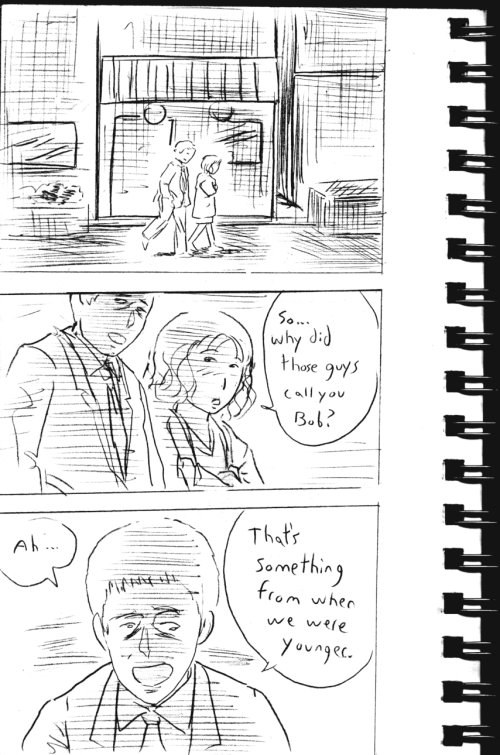 So...
why did
those guys
call you
Bob?
Ah...
That's
something
from when
we were
younger.